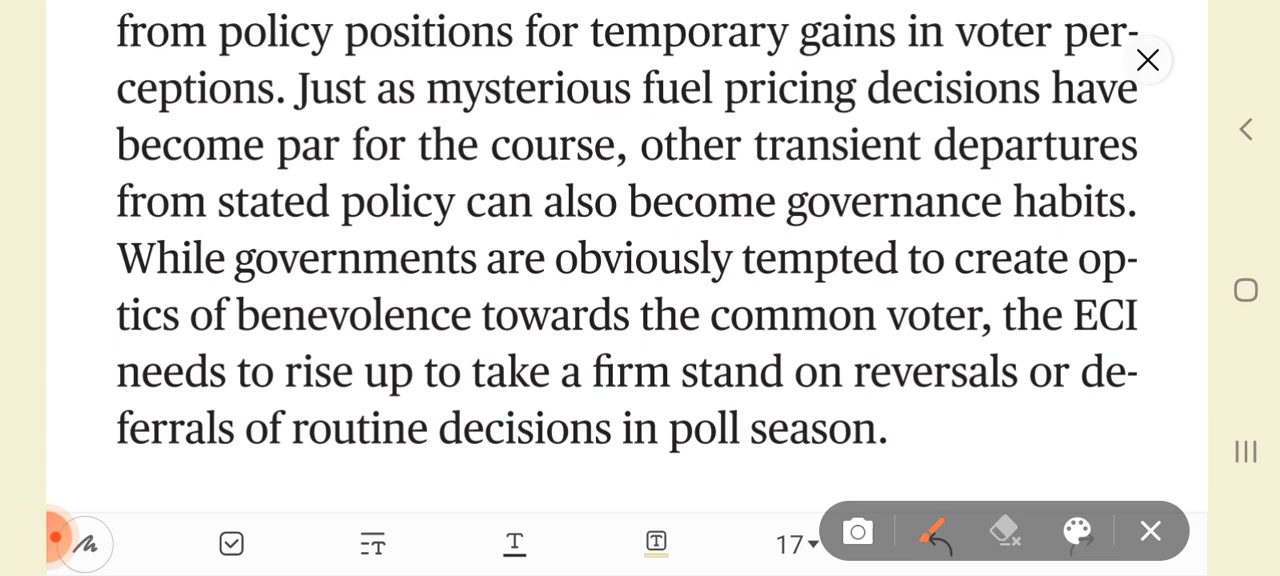 from policy positions for temporary gains in voter per-
ceptions. Just as mysterious fuel pricing decisions have
become par for the course, other transient departures
from stated policy can also become governance habits.
While governments are obviously tempted to create op-
tics of benevolence towards the common voter, the ECI
needs to rise up to take a firm stand on reversals or de-
ferrals of routine decisions in poll season.
17